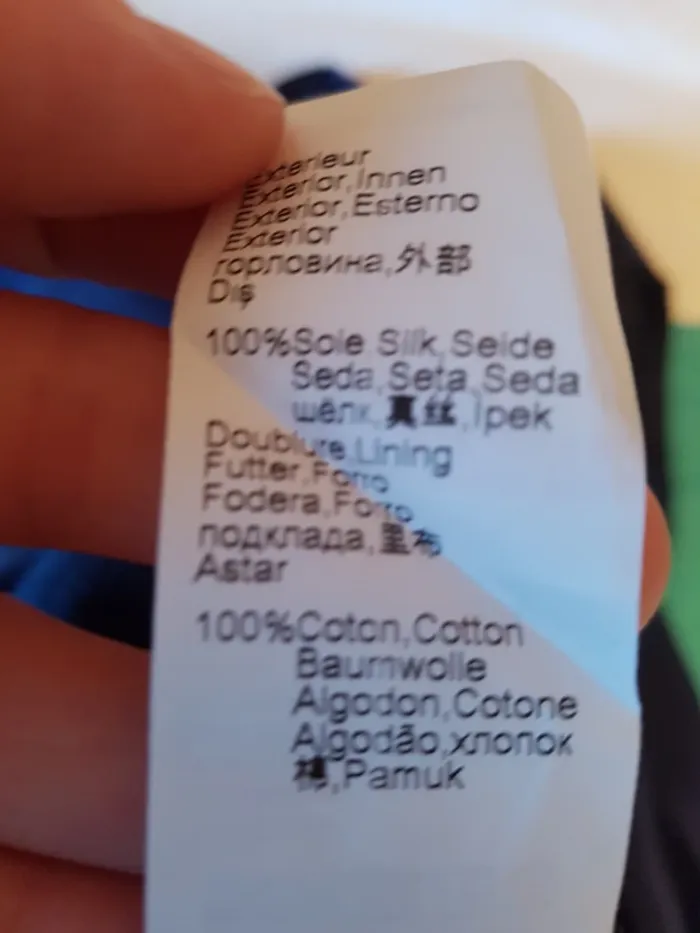 Exterieur
Exterior,Innen
Exterior,Esterno
Exterior
горловина,外部
Dış
100%Soie Silk,Seide
Seda,Seta,Seda
шёлк,真丝,İpek
Doublure,Lining
Futter,Forro
Fodera,Forro
подклада,里布
Astar
100%Coton,Cotton
Baumwolle
Algodon,Cotone
Algodão,хлопок
棉,Pamuk